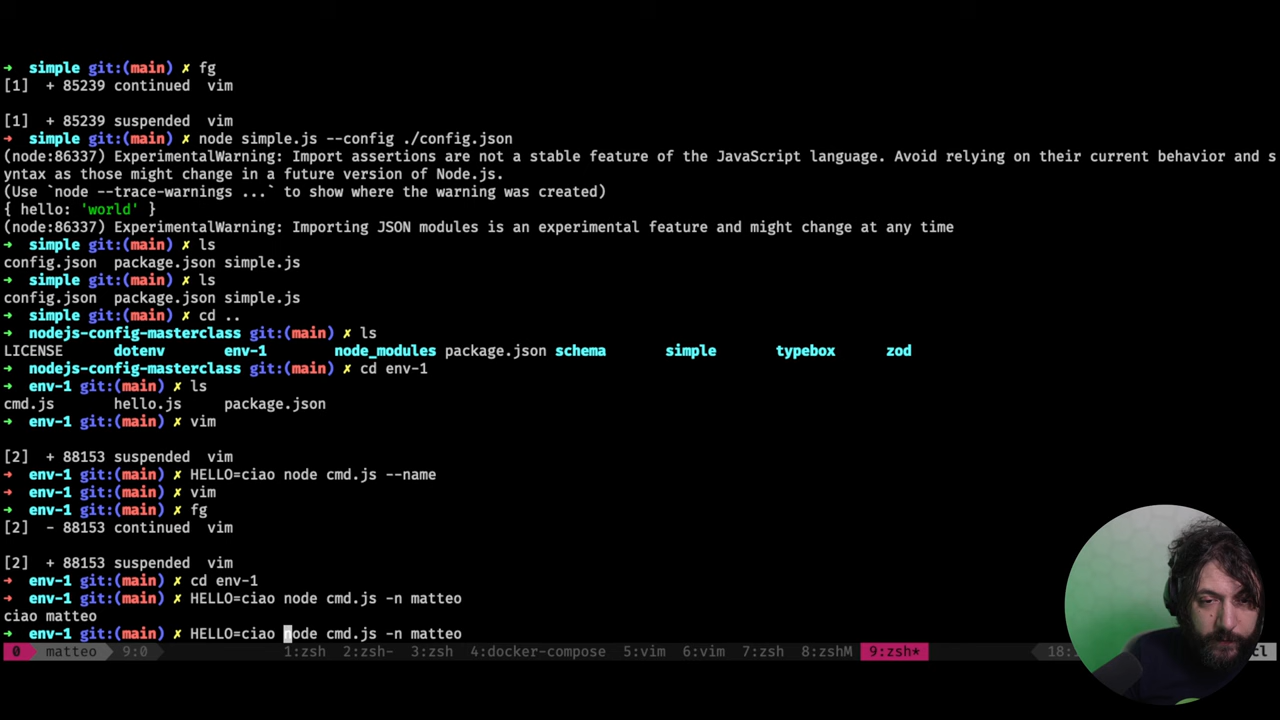 ➜ simple git:(main) ✗ fg
[1] + 85239 continued vim
[1] + 85239 suspended vim
➜ simple git:(main) ✗ node simple.js --config ./config.json
(node:86337) ExperimentalWarning: Import assertions are not a stable feature of the JavaScript language. Avoid relying on their current behavior and s
yntax as those might change in a future version of Node.js.
(Use `node --trace-warnings ...` to show where the warning was created)
{ hello: 'world' }
(node:86337) ExperimentalWarning: Importing JSON modules is an experimental feature and might change at any time
➜ simple git:(main) ✗ ls
config.json package.json simple.js
➜ simple git:(main) ✗ ls
config.json package.json simple.js
➜ simple git:(main) ✗ cd ..
➜ nodejs-config-masterclass git:(main) ✗ ls
LICENSE dotenv env-1 node_modules package.json schema simple typebox zod
➜ nodejs-config-masterclass git:(main) ✗ cd env-1
➜ env-1 git:(main) ✗ ls
cmd.js hello.js package.json
➜ env-1 git:(main) ✗ vim
[2] + 88153 suspended vim
➜ env-1 git:(main) ✗ HELLO=ciao node cmd.js --name
➜ env-1 git:(main) ✗ vim
➜ env-1 git:(main) ✗ fg
[2] - 88153 continued vim
[2] + 88153 suspended vim
➜ env-1 git:(main) ✗ cd env-1
➜ env-1 git:(main) ✗ HELLO=ciao node cmd.js -n matteo
ciao matteo
➜ env-1 git:(main) ✗ HELLO=ciao node cmd.js -n matteo
0 matteo 9:0 1:zsh 2:zsh- 3:zsh 4:docker-compose 5:vim 6:vim 7:zsh 8:zshM 9:zsh*